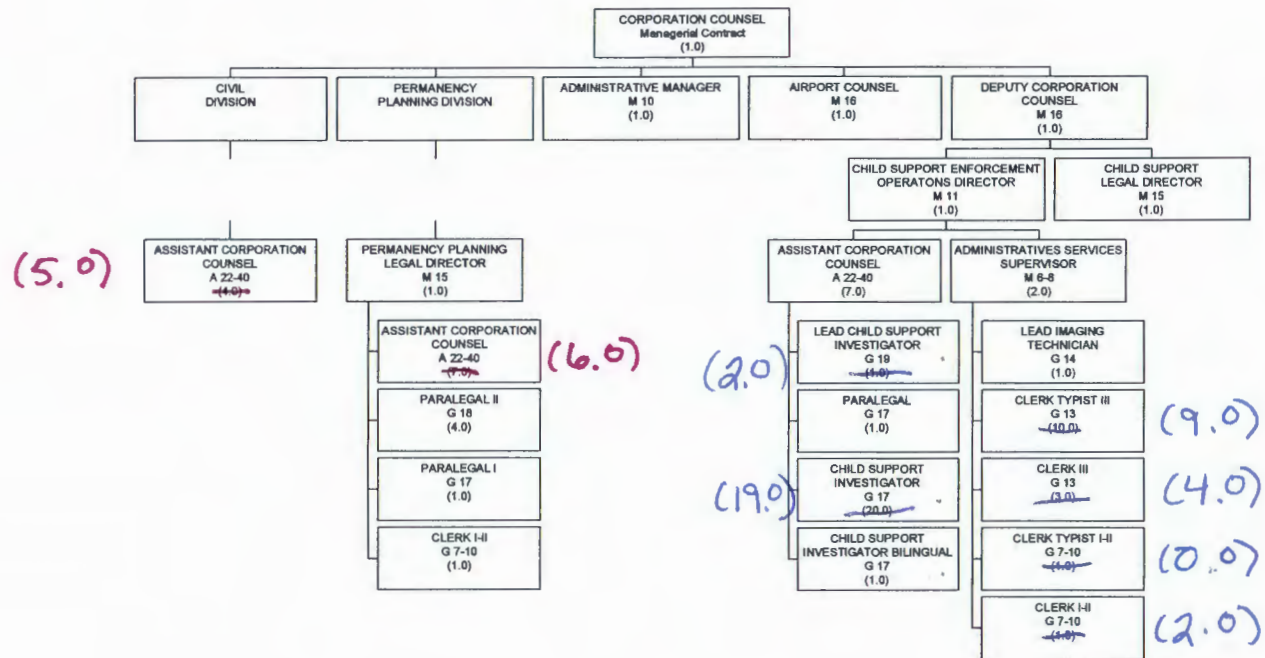 CORPORATION COUNSEL
Managerial Contract
(1.0)
CIVIL
DIVISION
PERMANENCY
PLANNING DIVISION
ADMINISTRATIVE MANAGER
M 10
(1.0)
AIRPORT COUNSEL
M 16
(1.0)
DEPUTY CORPORATION
COUNSEL
M 16
(1.0)
CHILD SUPPORT ENFORCEMENT
OPERATONS DIRECTOR
M 11
(1.0)
CHILD SUPPORT
LEGAL DIRECTOR
M 15
(1.0)
(5.0)
ASSISTANT CORPORATION
COUNSEL
A 22-40
(4.0)
PERMANENCY PLANNING
LEGAL DIRECTOR
M 15
(1.0)
ASSISTANT CORPORATION
COUNSEL
A 22-40
(7.0)
(6.0)
PARALEGAL II
G 18
(4.0)
PARALEGAL I
G 17
(1.0)
CLERK I-II
G 7-10
(1.0)
ASSISTANT CORPORATION
COUNSEL
A 22-40
(7.0)
ADMINISTRATIVES SERVICES
SUPERVISOR
M 6-8
(2.0)
(2.0)
LEAD CHILD SUPPORT
INVESTIGATOR
G 19
(1.0)
PARALEGAL
G 17
(1.0)
(19.0)
CHILD SUPPORT
INVESTIGATOR
G 17
(20.0)
CHILD SUPPORT
INVESTIGATOR BILINGUAL
G 17
(1.0)
LEAD IMAGING
TECHNICIAN
G 14
(1.0)
CLERK TYPIST III
G 13
(10.0)
(9.0)
CLERK III
G 13
(3.0)
(4.0)
CLERK TYPIST I-II
G 7-10
(1.0)
(0.0)
CLERK I-II
G 7-10
(1.0)
(2.0)